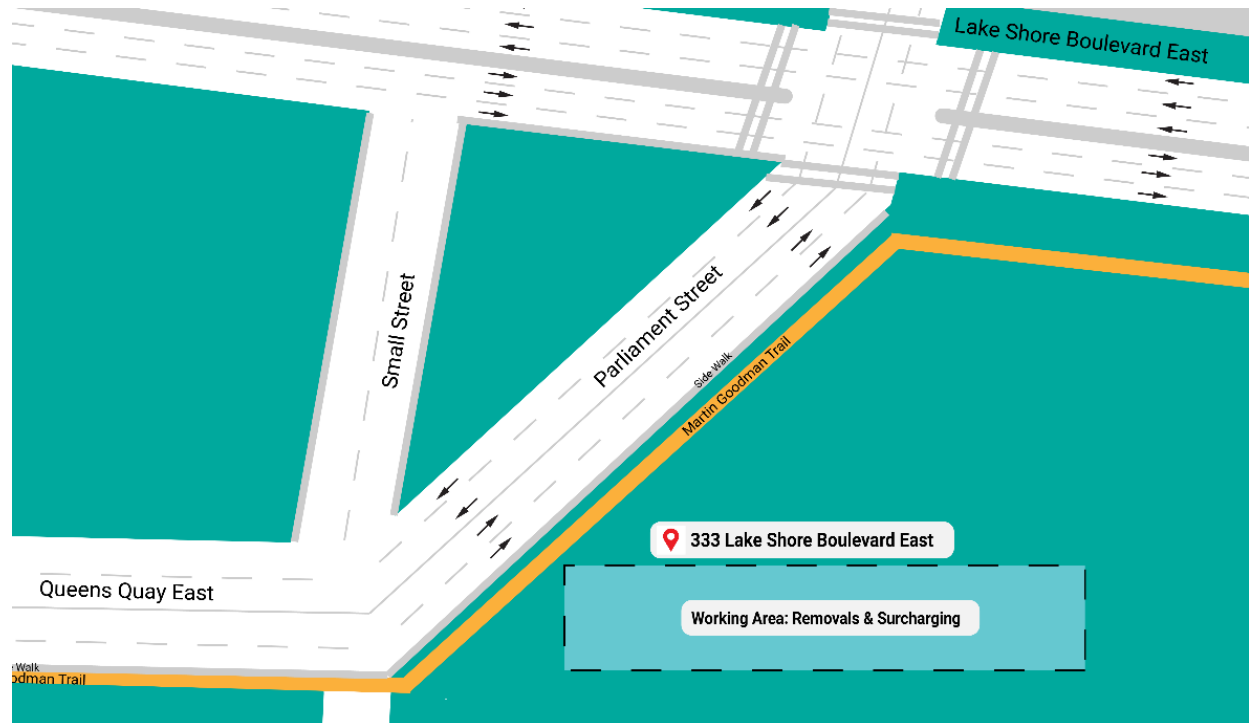 Lake Shore Boulevard East
Small Street
Parliament Street
Side Walk
Martin Goodman Trail
333 Lake Shore Boulevard East
Working Area: Removals & Surcharging
Queens Quay East
Walk
odman Trail